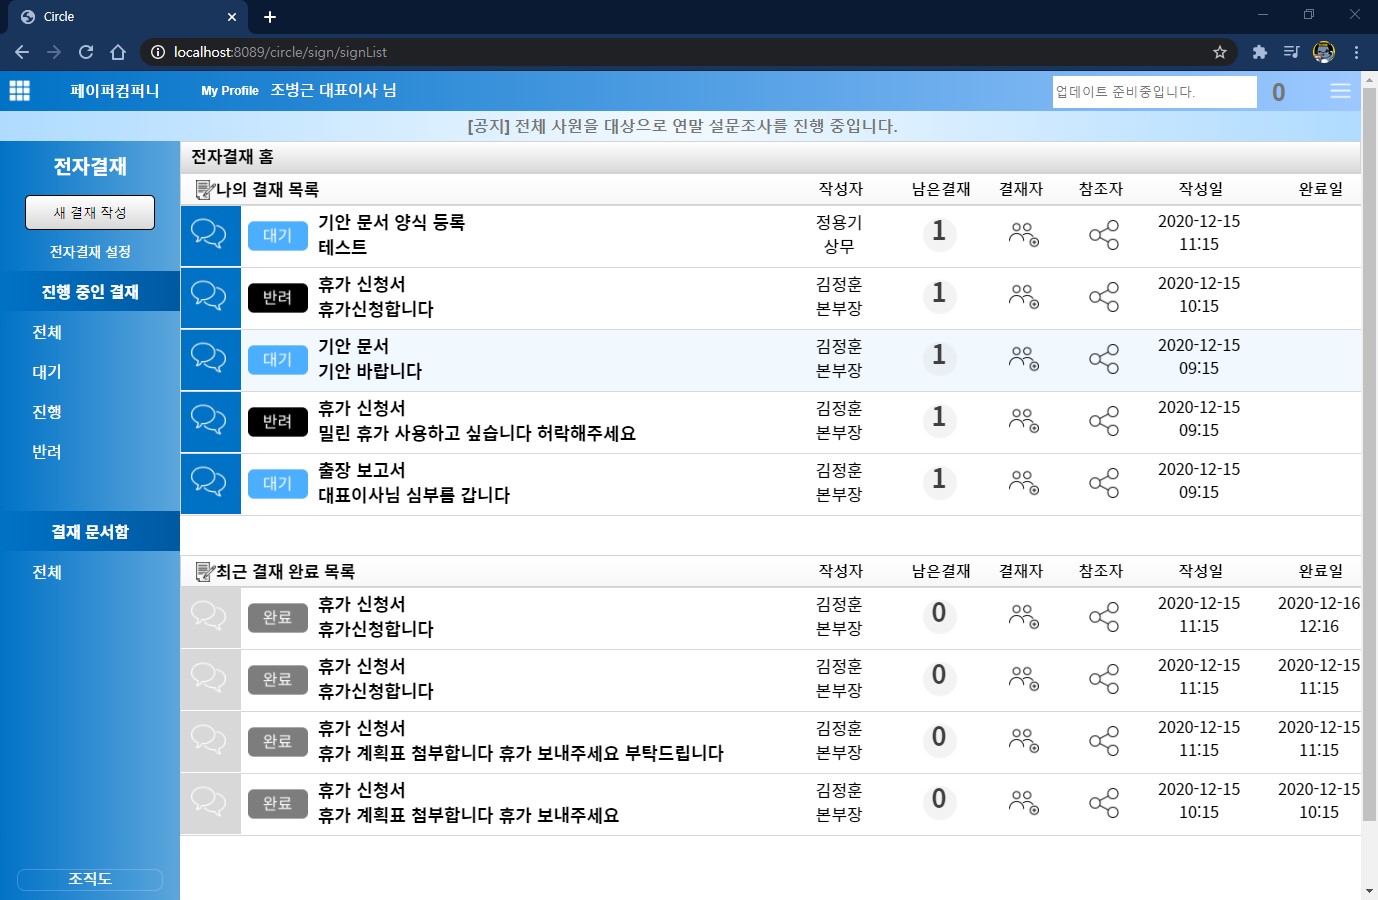 Circle
localhost:8089/circle/sign/signList
페이퍼컴퍼니 My Profile 조병근 대표이사 님 업데이트 준비중입니다. 0
[공지] 전체 사원을 대상으로 연말 설문조사를 진행 중입니다.
전자결재
새 결재 작성
전자결재 설정
진행 중인 결재
전체
대기
진행
반려
결재 문서함
전체
조직도
전자결재 홈
나의 결재 목록 작성자 남은결재 결재자 참조자 작성일 완료일
대기 기안 문서 양식 등록 정용기 1 2020-12-15
테스트 상무 11:15
반려 휴가 신청서 김정훈 1 2020-12-15
휴가신청합니다 본부장 10:15
대기 기안 문서 김정훈 1 2020-12-15
기안 바랍니다 본부장 09:15
반려 휴가 신청서 김정훈 1 2020-12-15
밀린 휴가 사용하고 싶습니다 허락해주세요 본부장 09:15
대기 출장 보고서 김정훈 1 2020-12-15
대표이사님 심부름 갑니다 본부장 09:15
최근 결재 완료 목록 작성자 남은결재 결재자 참조자 작성일 완료일
완료 휴가 신청서 김정훈 0 2020-12-15 2020-12-16
휴가신청합니다 본부장 11:15 12:16
완료 휴가 신청서 김정훈 0 2020-12-15 2020-12-15
휴가신청합니다 본부장 11:15 11:15
완료 휴가 신청서 김정훈 0 2020-12-15 2020-12-15
휴가 계획표 첨부합니다 휴가 보내주세요 부탁드립니다 본부장 11:15 11:15
완료 휴가 신청서 김정훈 0 2020-12-15 2020-12-15
휴가 계획표 첨부합니다 휴가 보내주세요 본부장 10:15 10:15